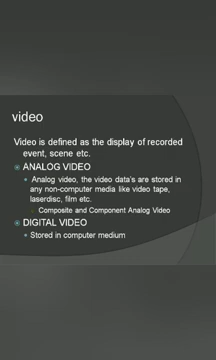 video
Video is defined as the display of recorded
event, scene etc.
ANALOG VIDEO
Analog video, the video data's are stored in
any non-computer media like video tape,
laserdisc, film etc.
Composite and Component Analog Video
DIGITAL VIDEO
Stored in computer medium